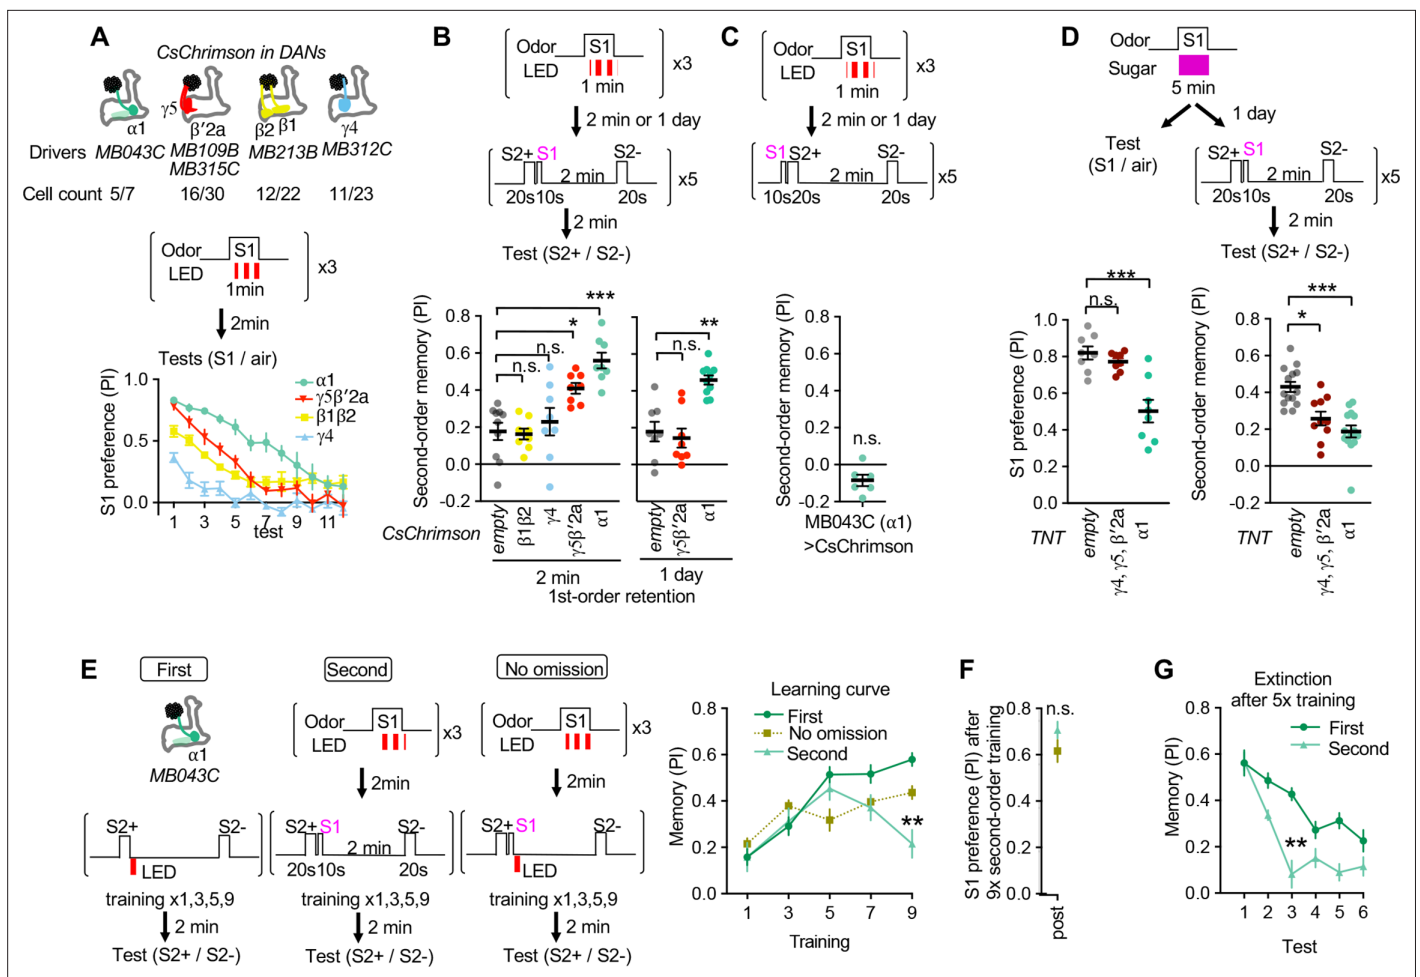 A
CsChrimson in DANs
γ5
α1
β′2a
β2
β1
γ4
Drivers MB043C MB109B MB213B MB312C
MB315C
Cell count 5/7 16/30 12/22 11/23
Odor S1
LED
x3
1min
2min
Tests (S1 / air)
S1 preference (PI)
1.0
0.5
0.0
1 3 5 7 9 11
test
α1
γ5β′2a
β1β2
γ4
B
Odor S1
LED
x3
1 min
2 min or 1 day
S2+ S1 S2-
2 min
x5
20s10s 20s
2 min
Test (S2+ / S2-)
Second-order memory (PI)
0.8
0.6
0.4
0.2
0.0
-0.2
n.s.
n.s.
*
***
n.s.
**
CsChrimson
empty
β1β2
γ4
γ5β′2a
α1
empty
γ5β′2a
α1
2 min 1 day
1st-order retention
C
Odor S1
LED
x3
1 min
2 min or 1 day
S1 S2+ S2-
2 min
x5
10s20s 20s
2 min
Test (S2+ / S2-)
Second-order memory (PI)
0.8
0.6
0.4
0.2
0.0
-0.2
n.s.
MB043C (α1)
>CsChrimson
D
Odor S1
Sugar
5 min
1 day
Test
(S1 / air)
S2+ S1 S2-
2 min
x5
20s10s 20s
2 min
Test (S2+ / S2-)
S1 preference (PI)
1.0
0.8
0.6
0.4
0.2
0.0
***
n.s.
TNT
empty
γ4, γ5, β′2a
α1
Second-order memory (PI)
0.8
0.6
0.4
0.2
0.0
-0.2
***
*
TNT
empty
γ4, γ5, β′2a
α1
E
First
α1
MB043C
S2+ S2-
LED
training x1,3,5,9
2 min
Test (S2+ / S2-)
Second
Odor S1
LED
x3
2min
S2+ S1 S2-
2 min
20s10s 20s
training x1,3,5,9
2 min
Test (S2+ / S2-)
No omission
Odor S1
LED
x3
2min
S2+ S1 S2-
LED
training x1,3,5,9
2 min
Test (S2+ / S2-)
Learning curve
First
No omission
Second
Memory (PI)
0.8
0.6
0.4
0.2
0.0
**
1 3 5 7 9
Training
F
S1 preference (PI) after
9x second-order training
0.8
0.6
0.4
0.2
0.0
n.s.
post
G
Extinction
after 5x training
First
Second
Memory (PI)
0.8
0.6
0.4
0.2
0.0
**
1 2 3 4 5 6
Test